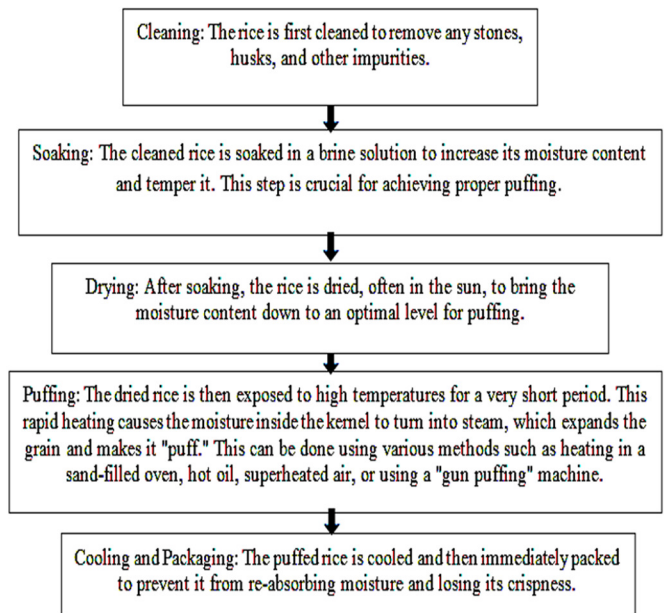 Cleaning: The rice is first cleaned to remove any stones,
husks, and other impurities.
Soaking: The cleaned rice is soaked in a brine solution to increase its moisture content
and temper it. This step is crucial for achieving proper puffing.
Drying: After soaking, the rice is dried, often in the sun, to bring the
moisture content down to an optimal level for puffing.
Puffing: The dried rice is then exposed to high temperatures for a very short period. This
rapid heating causes the moisture inside the kernel to turn into steam, which expands the
grain and makes it "puff." This can be done using various methods such as heating in a
sand-filled oven, hot oil, superheated air, or using a "gun puffing" machine.
Cooling and Packaging: The puffed rice is cooled and then immediately packed
to prevent it from re-absorbing moisture and losing its crispness.